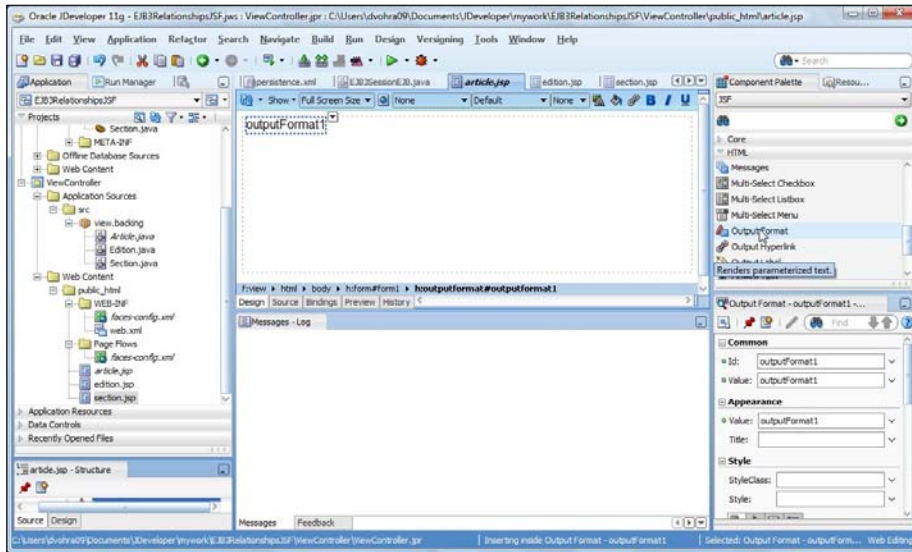 Oracle JDeveloper 11g - EJB3RelationshipsJSF.jws : ViewController.jpr : C:\Users\dvohra09\Documents\JDeveloper\mywork\EJB3RelationshipsJSF\ViewController\public_html\article.jsp
File Edit View Application Refactor Search Navigate Build Run Design Versigning Tools Window Help
Search
Application
Run Manager
persistence.xml
EJB3SessionEJB.java
article.jsp
edition.jsp
section.jsp
Component Palette
Resou...
EJB3RelationshipsJSF
Show
Full Screen Size
None
Default
None
B I U
JSF
Projects
Section.java
META-INF
Offline Database Sources
Web Content
ViewController
Application Sources
src
view.backing
Article.java
Edition.java
Section.java
Web Content
public_html
WEB-INF
faces-config.xml
web.xml
Page Flows
faces-config.xml
article.jsp
edition.jsp
section.jsp
Application Resources
Data Controls
Recently Opened Files
article.jsp - Structure
Source Design
outputFormat1
f:view html body h:form#form1 h:outputformat#outputformat1
Design Source Bindings Preview History
Messages - Log
Messages Feedback
Core
HTML
Messages
Multi-Select Checkbox
Multi-Select Listbox
Multi-Select Menu
OutputFormat
Output Hyperlink
Renders parameterized text.
Output Format - outputFormat1 -...
Find
Common
Id: outputFormat1
Value: outputFormat1
Appearance
Value: outputFormat1
Title:
Style
StyleClass:
Style:
C:\Users\dvohra09\Documents\JDeveloper\mywork\EJB3RelationshipsJSF\ViewController\ViewController.jpr
Inserting inside Output Format - outputFormat1
Selected: Output Format - outputForm...
Web Editing